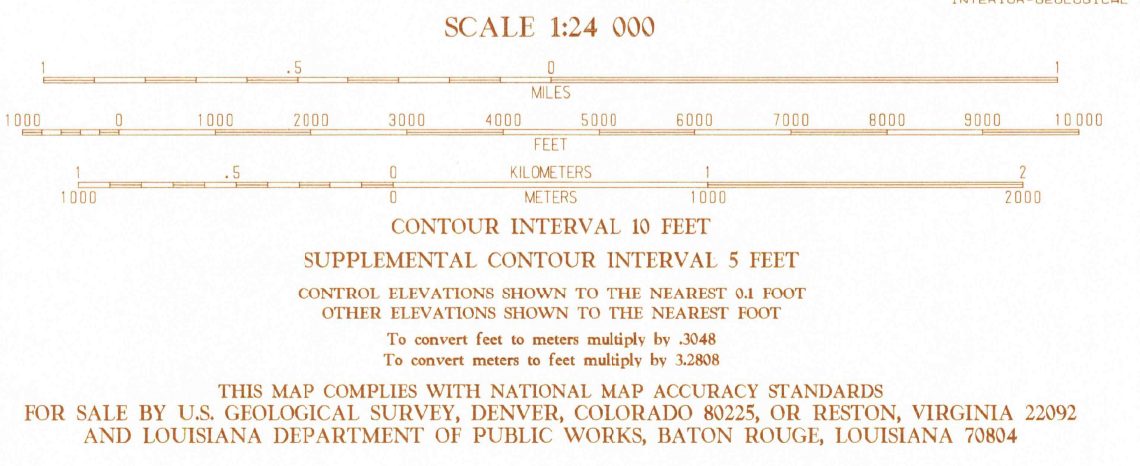 INTERIOR-GEOLOGICAL
SCALE 1:24 000
1 .5 0 1
MILES
1000 0 1000 2000 3000 4000 5000 6000 7000 8000 9000 10 000
FEET
1 .5 0 KILOMETERS 1 2
1000 0 METERS 1000 2000
CONTOUR INTERVAL 10 FEET
SUPPLEMENTAL CONTOUR INTERVAL 5 FEET
CONTROL ELEVATIONS SHOWN TO THE NEAREST 0.1 FOOT
OTHER ELEVATIONS SHOWN TO THE NEAREST FOOT
To convert feet to meters multiply by .3048
To convert meters to feet multiply by 3.2808
THIS MAP COMPLIES WITH NATIONAL MAP ACCURACY STANDARDS
FOR SALE BY U.S. GEOLOGICAL SURVEY, DENVER, COLORADO 80225, OR RESTON, VIRGINIA 22092
AND LOUISIANA DEPARTMENT OF PUBLIC WORKS, BATON ROUGE, LOUISIANA 70804